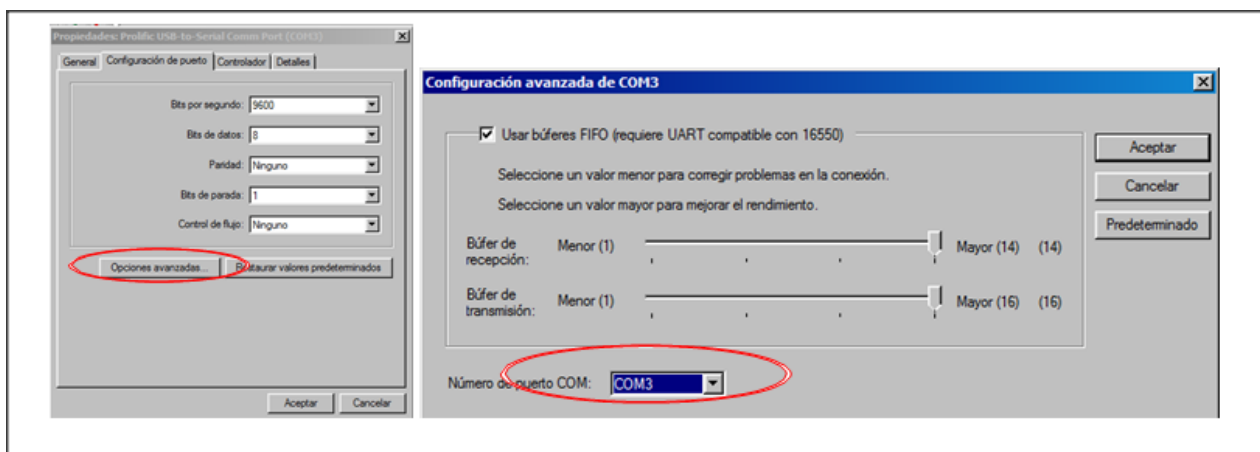 Propiedades: Prolific USB-to-Serial Comm Port (COM3)
General Configuración de puerto Controlador Detalles
Bits por segundo: 9600
Bits de datos: 8
Paridad: Ninguno
Bits de parada: 1
Control de flujo: Ninguno
Opciones avanzadas... Restaurar valores predeterminados
Aceptar Cancelar
Configuración avanzada de COM3
Usar búferes FIFO (requiere UART compatible con 16550)
Seleccione un valor menor para corregir problemas en la conexión.
Seleccione un valor mayor para mejorar el rendimiento.
Búfer de recepción: Menor (1) Mayor (14) (14)
Búfer de transmisión: Menor (1) Mayor (16) (16)
Número de puerto COM: COM3
Aceptar
Cancelar
Predeterminado